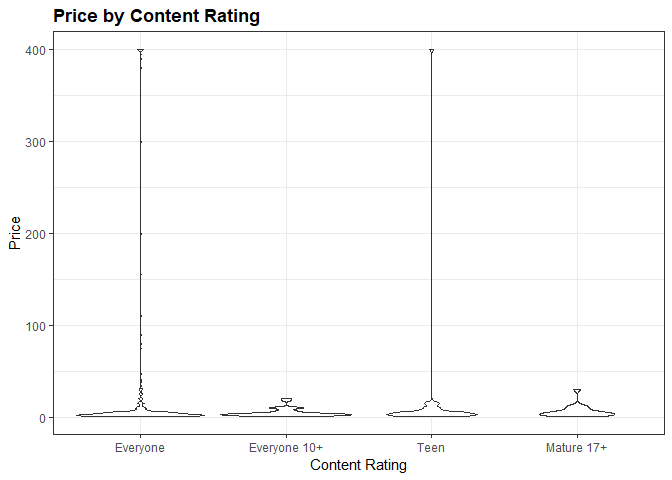 Price by Content Rating
400
300
200
100
0
Price
Everyone
Everyone 10+
Teen
Mature 17+
Content Rating